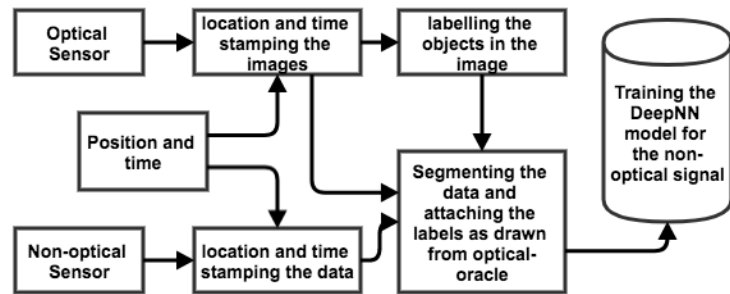 Optical
Sensor
location and time
stamping the
images
labelling the
objects in the
image
Position and
time
Non-optical
Sensor
location and time
stamping the data
Segmenting the
data and
attaching the
labels as drawn
from optical-
oracle
Training the
DeepNN
model for
the non-
optical signal